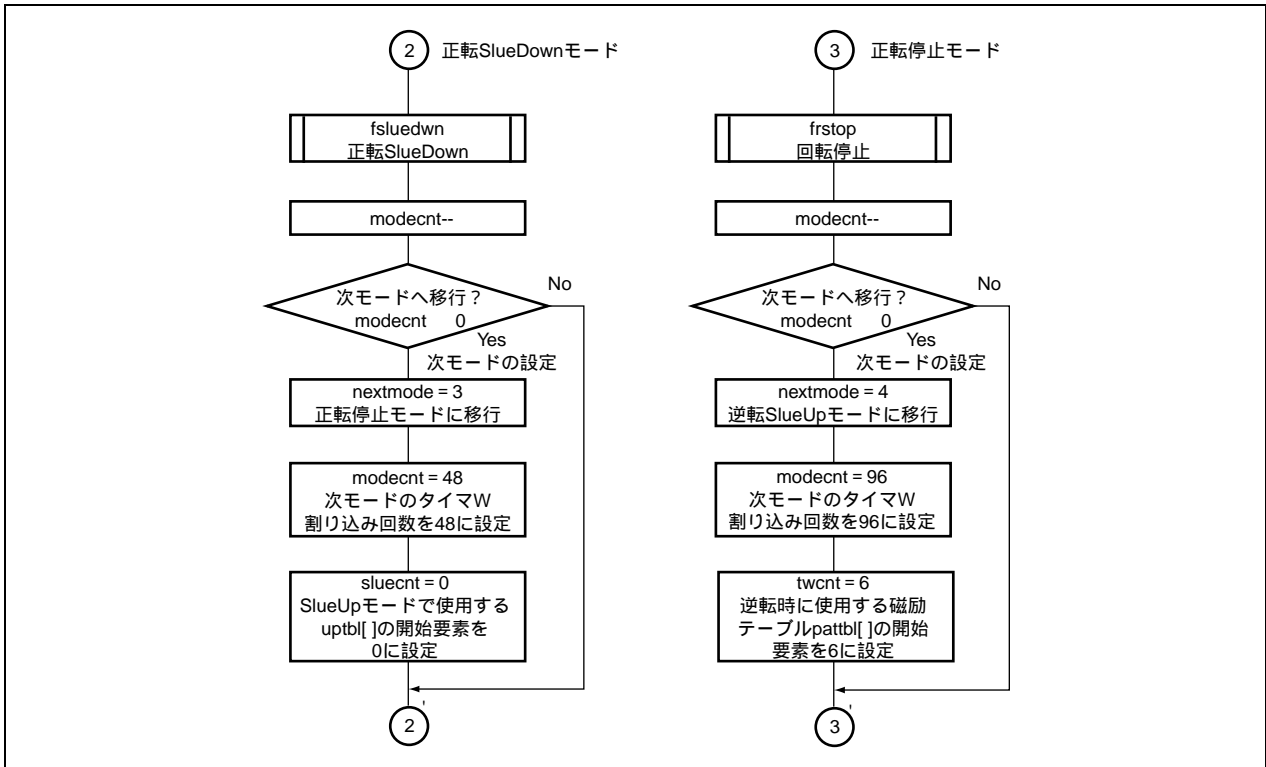 2 正転SlueDownモード
fsluedwn
正転SlueDown
modecnt--
次モードへ移行？
modecnt 0
No
Yes
次モードの設定
nextmode = 3
正転停止モードに移行
modecnt = 48
次モードのタイマW
割り込み回数を48に設定
sluecnt = 0
SlueUpモードで使用する
uptbl[ ]の開始要素を
0に設定
2 '
3 正転停止モード
frstop
回転停止
modecnt--
次モードへ移行？
modecnt 0
No
Yes
次モードの設定
nextmode = 4
逆転SlueUpモードに移行
modecnt = 96
次モードのタイマW
割り込み回数を96に設定
twcnt = 6
逆転時に使用する磁励
テーブルpattbl[ ]の開始
要素を6に設定
3 '